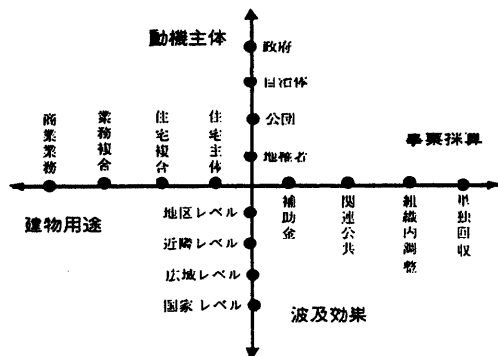 動機主体
政府
自治体
公団
地権者
商業業務
業務複合
住宅複合
住宅主体
事業採算
建物用途
地区レベル
近隣レベル
広域レベル
国家レベル
補助金
関連公共
組織内調整
単独回収
波及効果